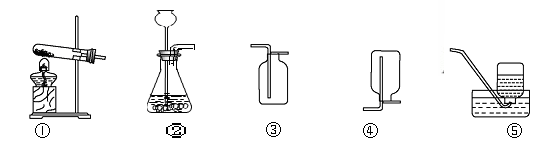 ① ② ③ ④ ⑤